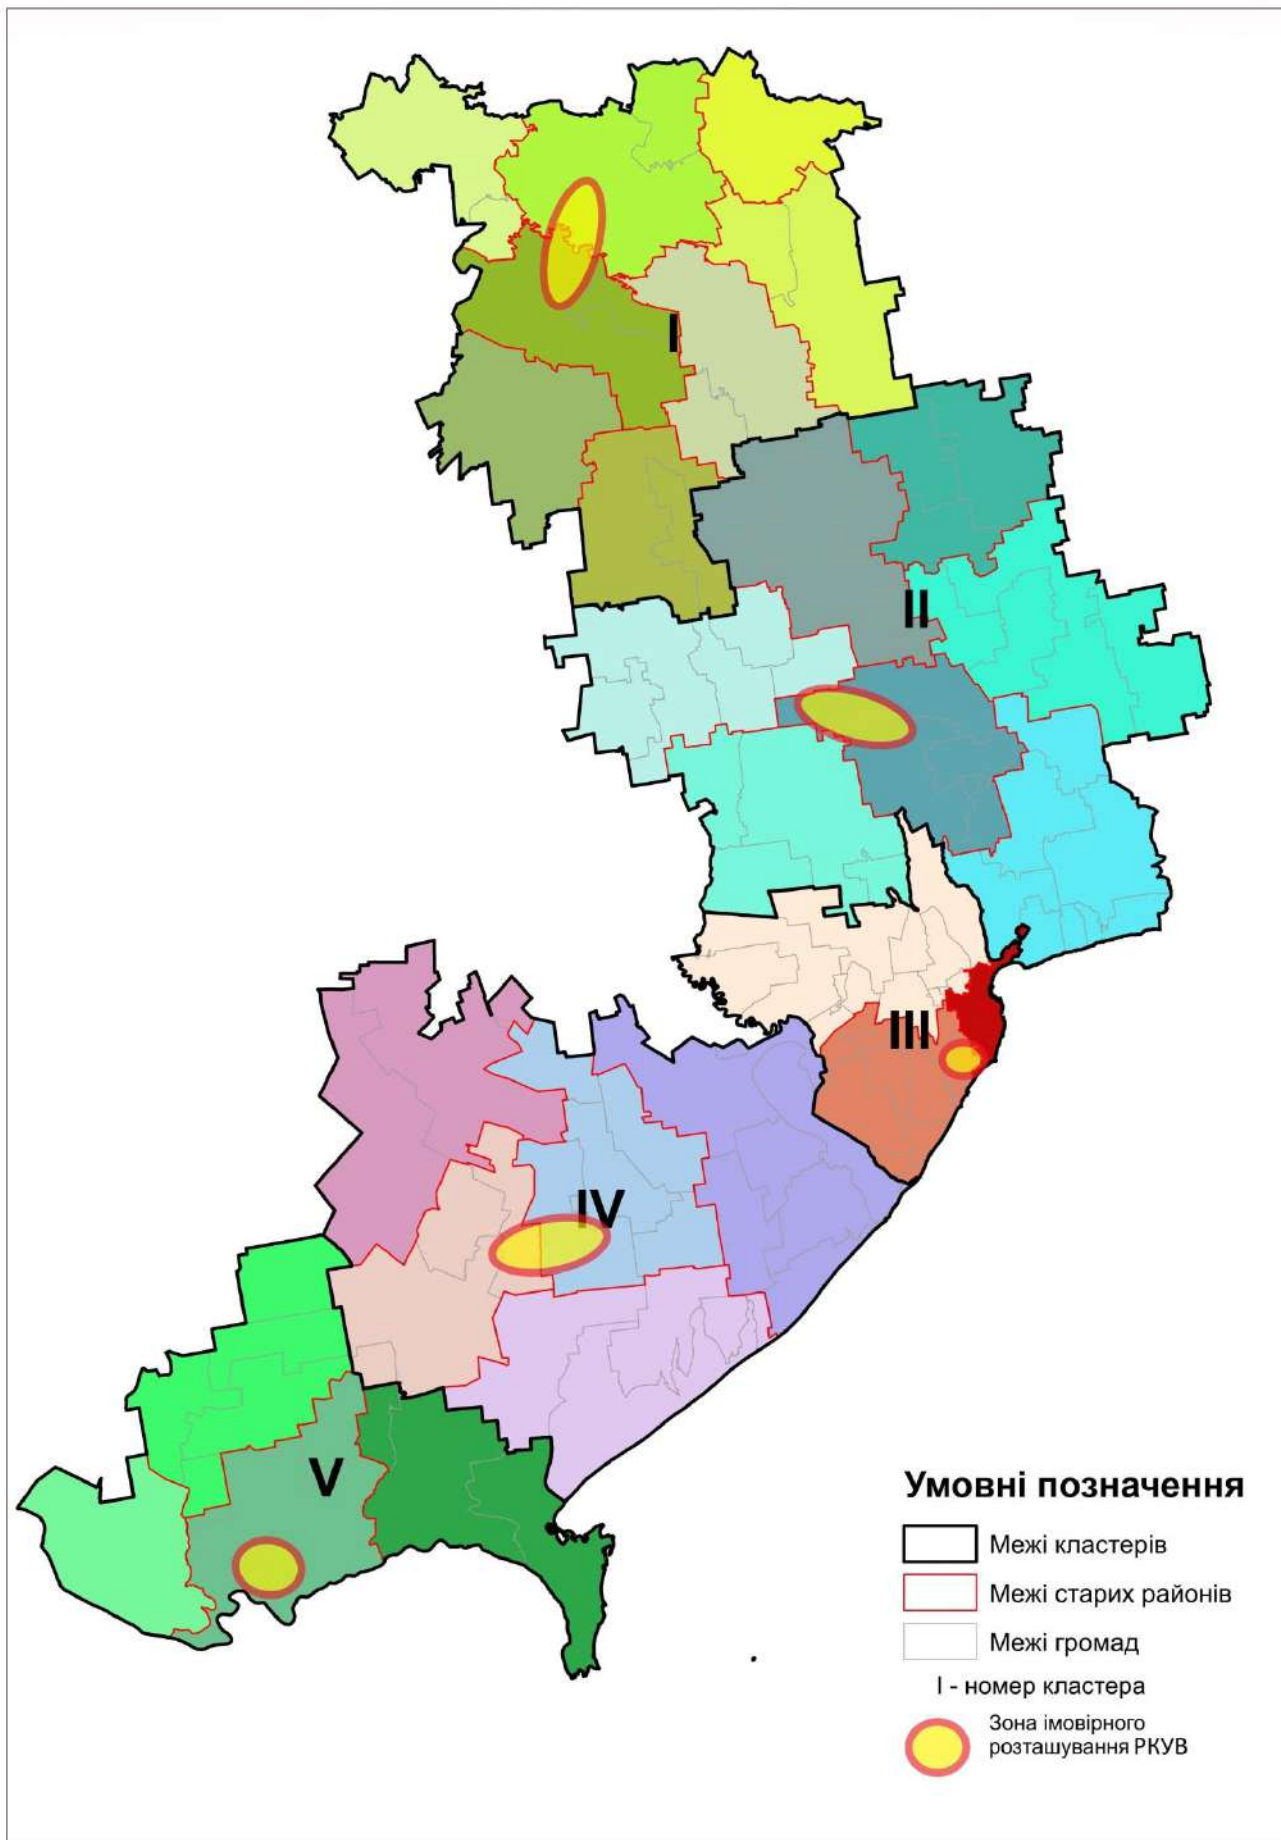 I
II
III
IV
V
Умовні позначення
Межі кластерів
Межі старих районів
Межі громад
I - номер кластера
Зона імовірного
розташування РКУВ